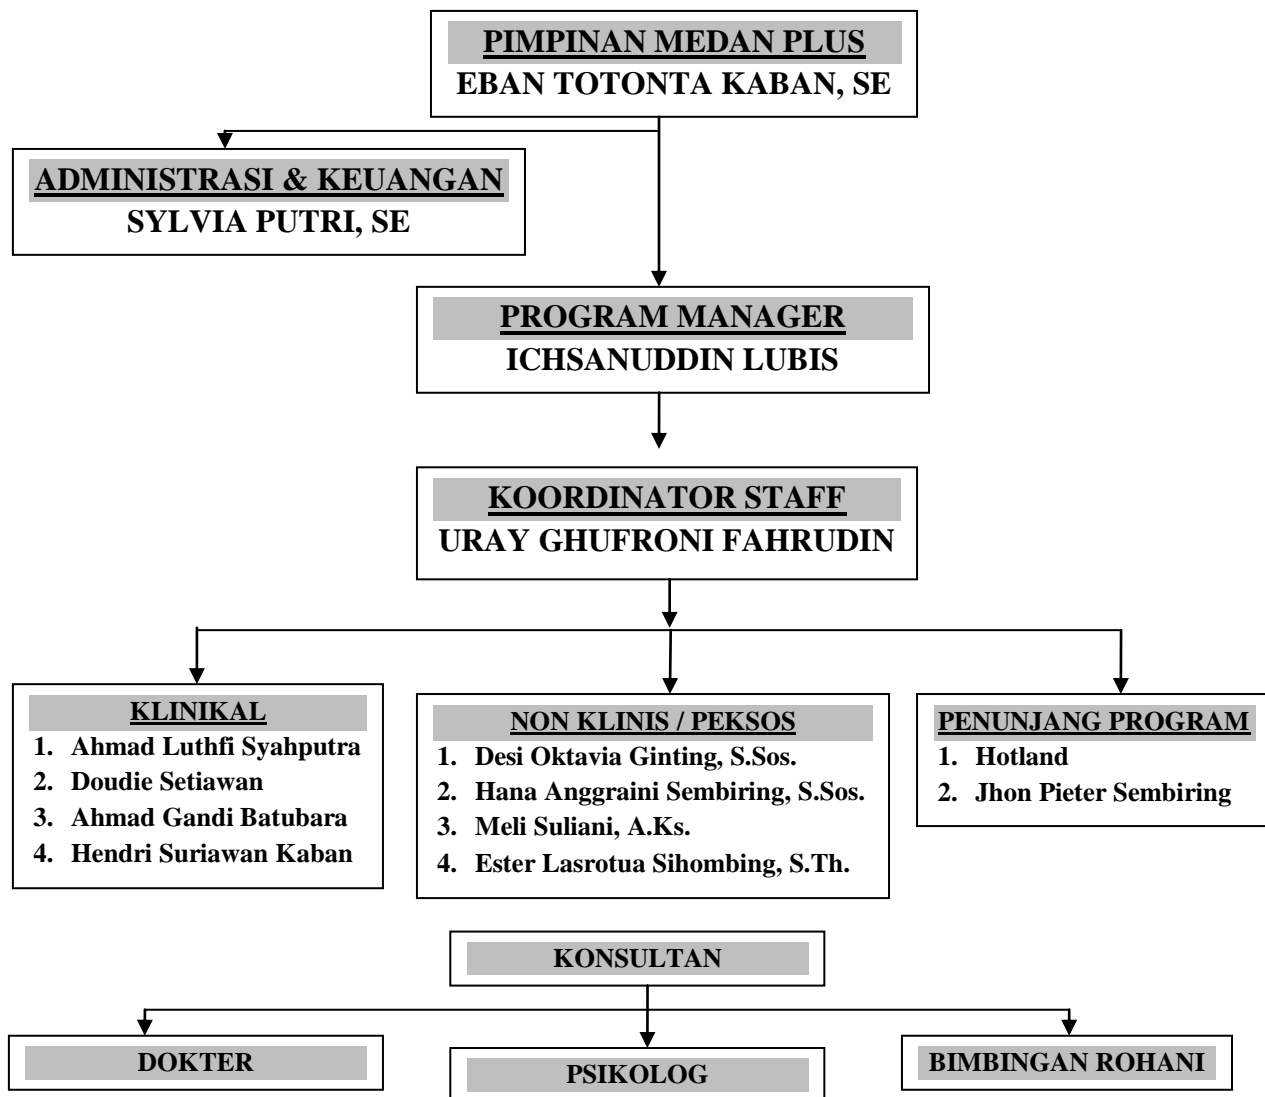 PIMPINAN MEDAN PLUS
EBAN TOTONTA KABAN, SE
ADMINISTRASI & KEUANGAN
SYLVIA PUTRI, SE
PROGRAM MANAGER
ICHSANUDDIN LUBIS
KOORDINATOR STAFF
URAY GHUFRONI FAHRUDIN
KLINIKAL
1. Ahmad Luthfi Syahputra
2. Doudie Setiawan
3. Ahmad Gandi Batubara
4. Hendri Suriawan Kaban
NON KLINIS / PEKSOS
1. Desi Oktavia Ginting, S.Sos.
2. Hana Anggraini Sembiring, S.Sos.
3. Meli Suliani, A.Ks.
4. Ester Lasrotua Sihombing, S.Th.
PENUNJANG PROGRAM
1. Hotland
2. Jhon Pieter Sembiring
KONSULTAN
DOKTER
PSIKOLOG
BIMBINGAN ROHANI